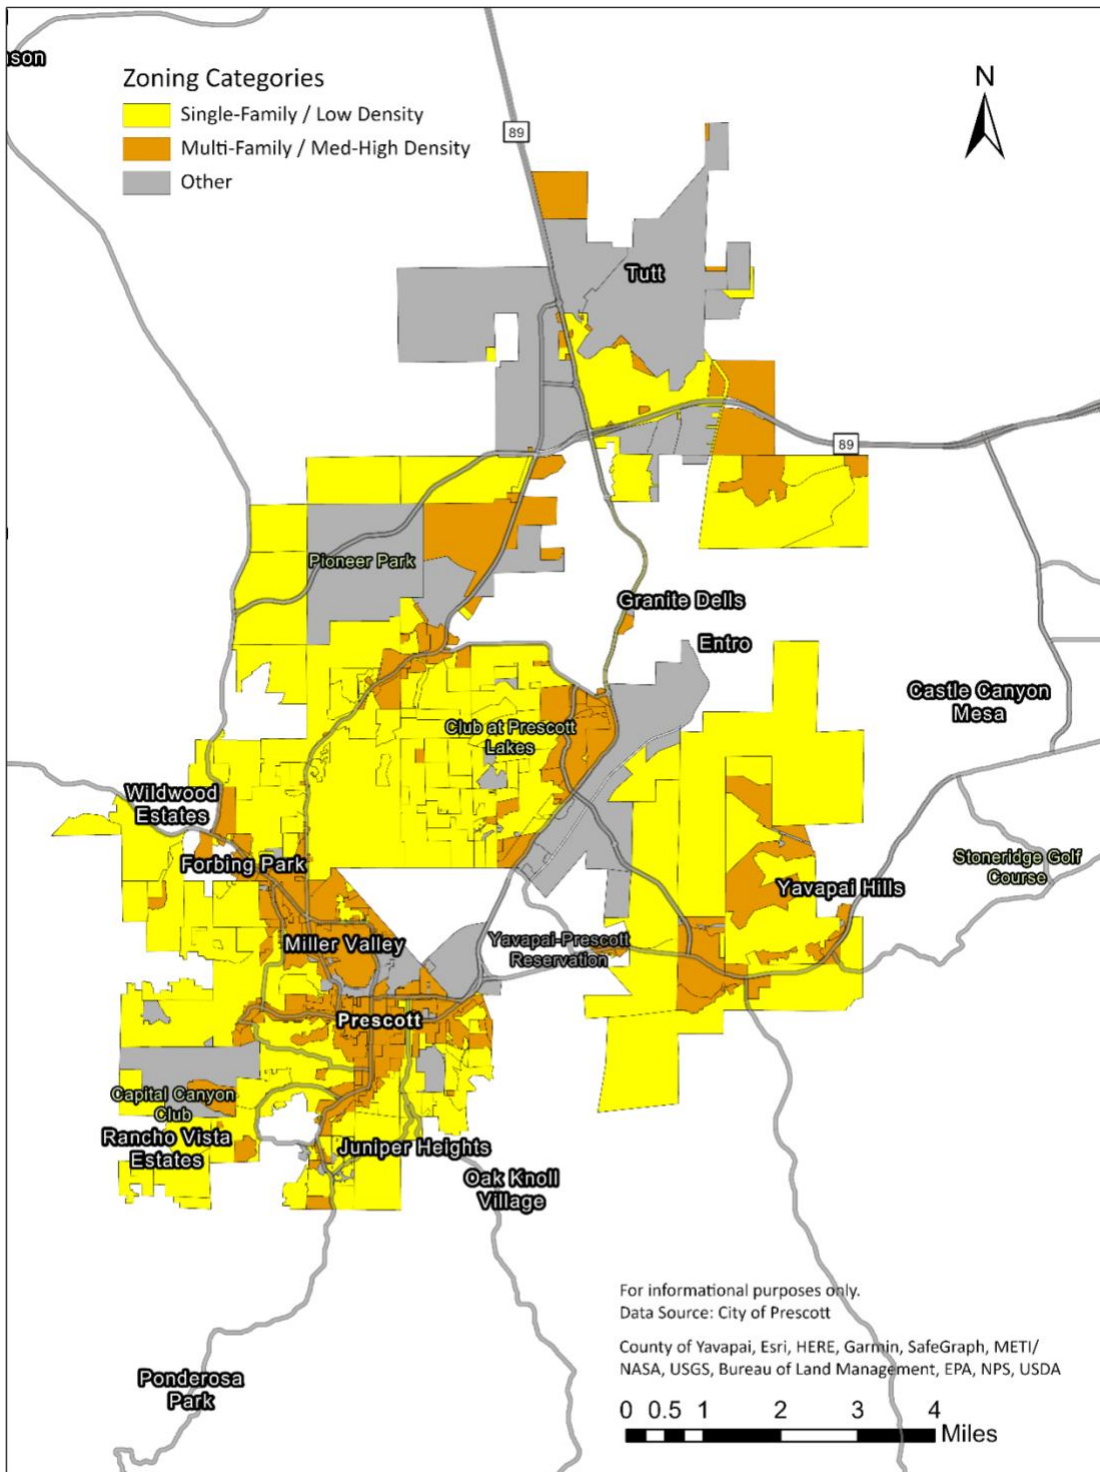 son
Zoning Categories
Single-Family / Low Density
Multi-Family / Med-High Density
Other
N
89
Tutt
89
Pioneer Park
Granite Dells
Entro
Castle Canyon
Mesa
Club at Prescott
Lakes
Wildwood
Estates
Forbing Park
Stoneridge Golf
Course
Yavapai Hills
Miller Valley
Yavapai-Prescott
Reservation
Prescott
Capital Canyon
Club
Rancho Vista
Estates
Juniper Heights
Oak Knoll
Village
Ponderosa
Park
For informational purposes only.
Data Source: City of Prescott
County of Yavapai, Esri, HERE, Garmin, SafeGraph, METI/
NASA, USGS, Bureau of Land Management, EPA, NPS, USDA
0 0.5 1 2 3 4
Miles